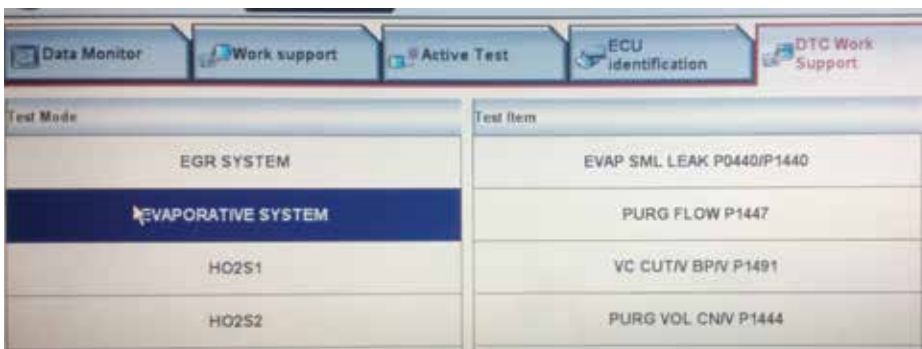 Data Monitor
Work support
Active Test
ECU
identification
DTC Work
Support
Test Mode
Test Item
EGR SYSTEM
EVAP SML LEAK P0440/P1440
EVAPORATIVE SYSTEM
PURG FLOW P1447
HO2S1
VC CUT/V BP/V P1491
HO2S2
PURG VOL CN/V P1444